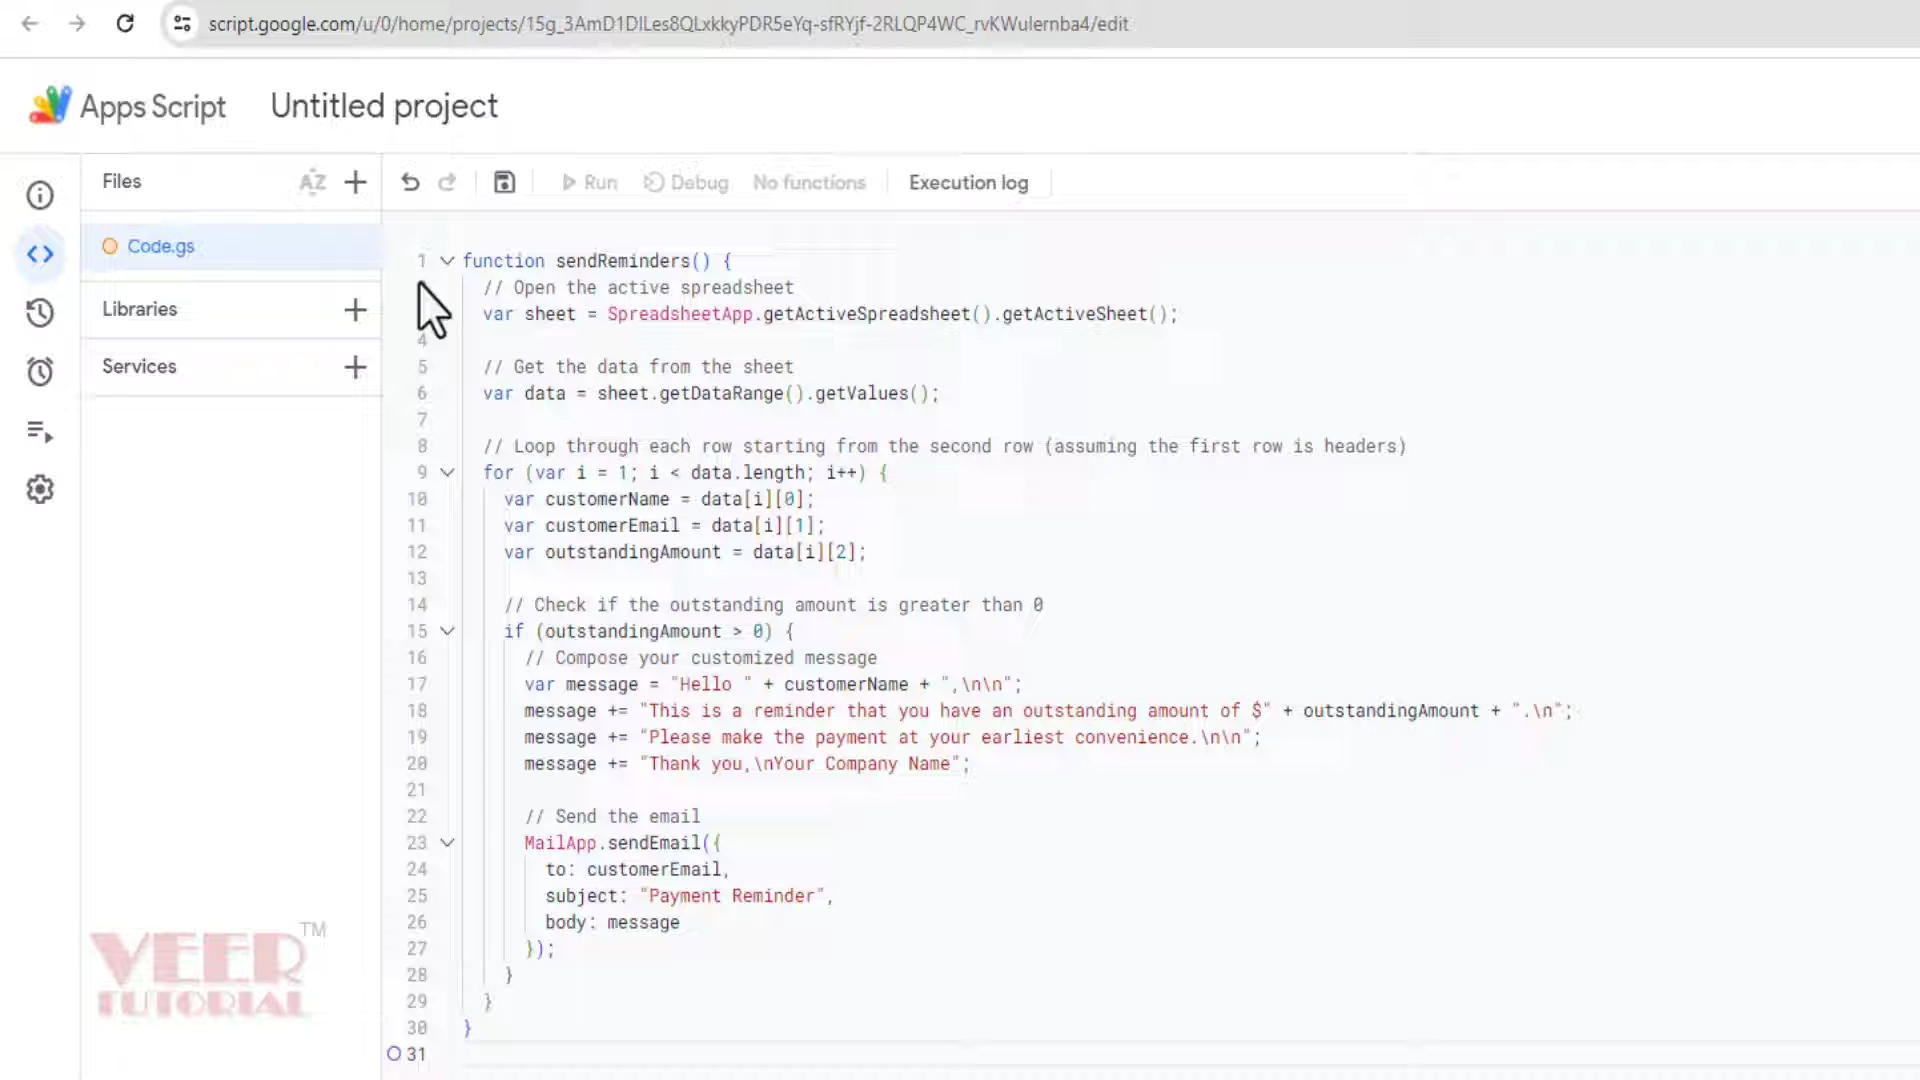 script.google.com/u/0/home/projects/15g_3AmD1DlLes8QLxkkyPDR5eYq-sfRYjf-2RLQP4WC_rvKWulernba4/edit
Apps Script
Untitled project
Files
AZ
Run
Debug
No functions
Execution log
Code.gs
Libraries
Services
1 function sendReminders() {
// Open the active spreadsheet
var sheet = SpreadsheetApp.getActiveSpreadsheet().getActiveSheet();
4
5 // Get the data from the sheet
6 var data = sheet.getDataRange().getValues();
7
8 // Loop through each row starting from the second row (assuming the first row is headers)
9 for (var i = 1; i < data.length; i++) {
10 var customerName = data[i][0];
11 var customerEmail = data[i][1];
12 var outstandingAmount = data[i][2];
13
14 // Check if the outstanding amount is greater than 0
15 if (outstandingAmount > 0) {
16 // Compose your customized message
17 var message = "Hello " + customerName + ",\n\n";
18 message += "This is a reminder that you have an outstanding amount of $" + outstandingAmount + ".\n";
19 message += "Please make the payment at your earliest convenience.\n\n";
20 message += "Thank you,\nYour Company Name";
21
22 // Send the email
23 MailApp.sendEmail({
24 to: customerEmail,
25 subject: "Payment Reminder",
26 body: message
27 });
28 }
29 }
30 }
31
VEER TM
TUTORIAL